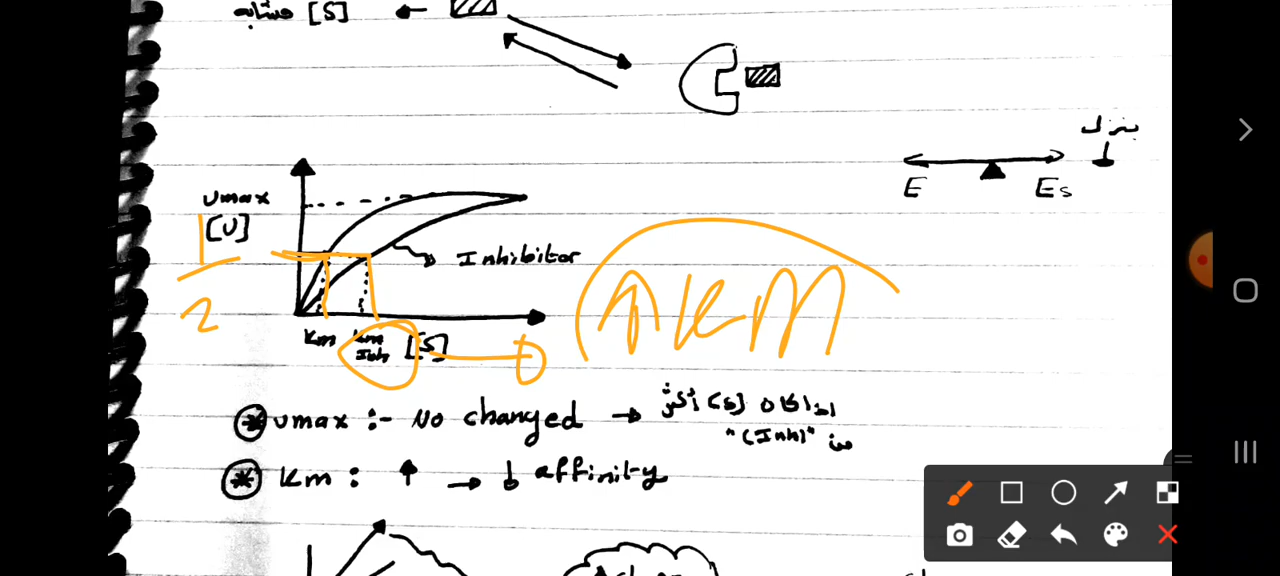 مشابه [S] ←
بنزل ↓
E Es
Vmax
[U]
1/2
Inhibitor
↑KM
Km Km Inh [S]
* Vmax :- No changed → اذا كان [S] أكثر
من "(Inh)"
* Km : ↑ → ↓ affinity